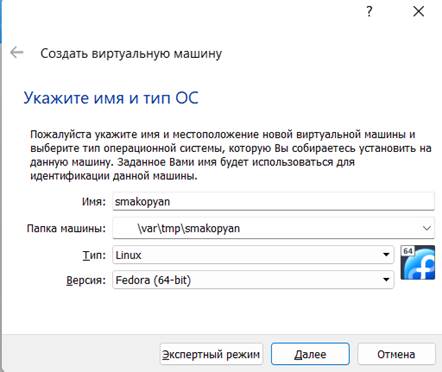 ?
Создать виртуальную машину
Укажите имя и тип ОС
Пожалуйста укажите имя и местоположение новой виртуальной машины и
выберите тип операционной системы, которую Вы собираетесь установить на
данную машину. Заданное Вами имя будет использоваться для
идентификации данной машины.
Имя: smakopyan
Папка машины: \var\tmp\smakopyan
Тип: Linux
64
Версия: Fedora (64-bit)
Экспертный режим Далее Отмена